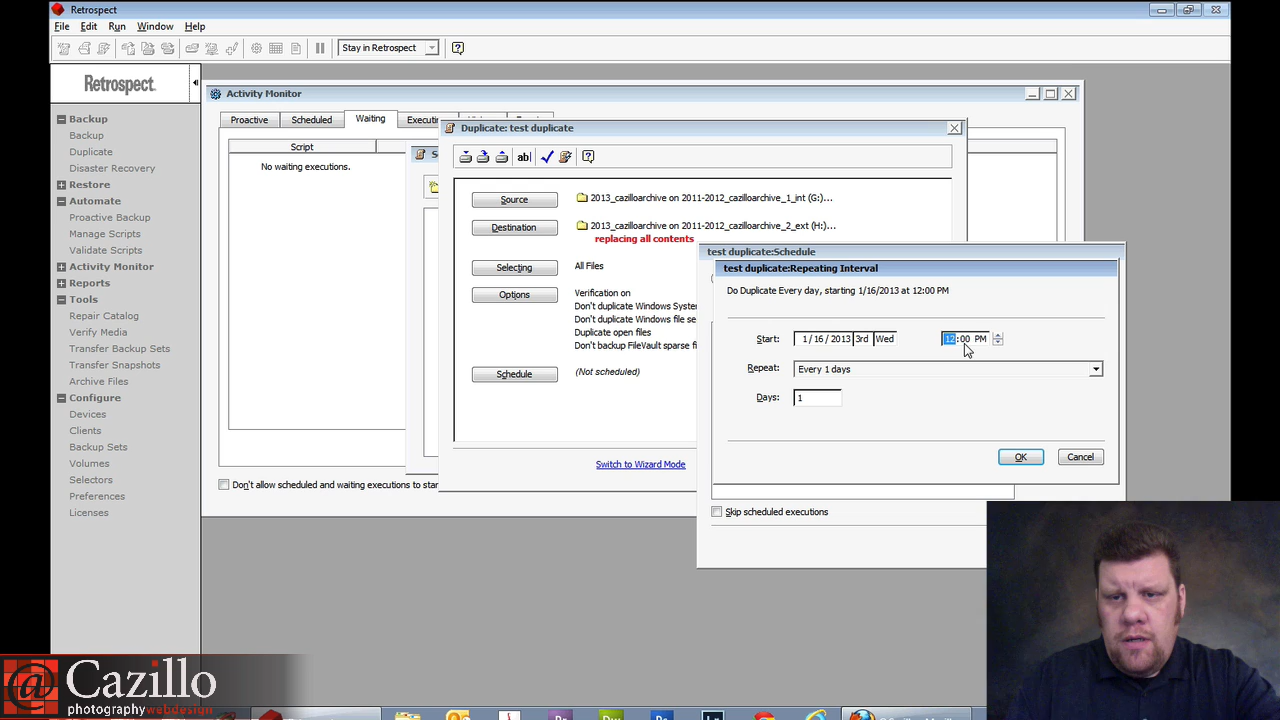 Retrospect
File Edit Run Window Help
Stay in Retrospect
Retrospect.
Backup
Backup
Duplicate
Disaster Recovery
Restore
Automate
Proactive Backup
Manage Scripts
Validate Scripts
Activity Monitor
Reports
Tools
Repair Catalog
Verify Media
Transfer Backup Sets
Transfer Snapshots
Archive Files
Configure
Devices
Clients
Backup Sets
Volumes
Selectors
Preferences
Licenses
Activity Monitor
Proactive Scheduled Waiting
Script
No waiting executions.
Don't allow scheduled and waiting executions to star
Duplicate: test duplicate
ab|
Source 2013_cazilloarchive on 2011-2012_cazilloarchive_1_int (G:)...
Destination 2013_cazilloarchive on 2011-2012_cazilloarchive_2_ext (H:)...
replacing all contents
Selecting All Files
Options Verification on
Don't duplicate Windows System
Don't duplicate Windows file se
Duplicate open files
Don't backup FileVault sparse fi
Schedule (Not scheduled)
Switch to Wizard Mode
test duplicate:Schedule
test duplicate:Repeating Interval
Do Duplicate Every day, starting 1/16/2013 at 12:00 PM
Start: 1/16/2013 3rd Wed 12:00 PM
Repeat: Every 1 days
Days: 1
OK Cancel
Skip scheduled executions
@ Cazillo
photographywebdesign